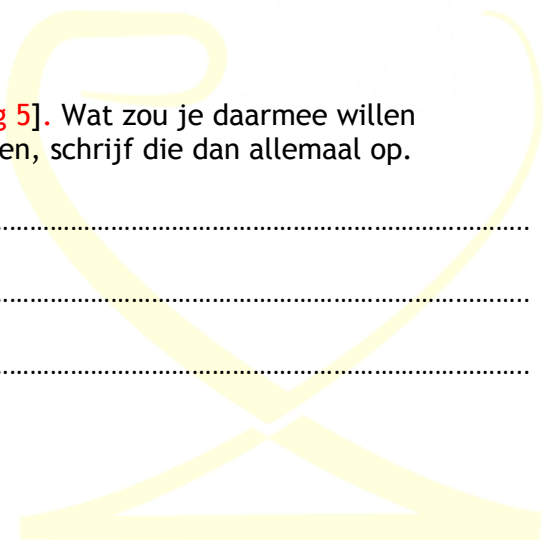 g 5]. Wat zou je daarmee willen
en, schrijf die dan allemaal op.
……………………………………………………………………..
……………………………………………………………………..
……………………………………………………………………..